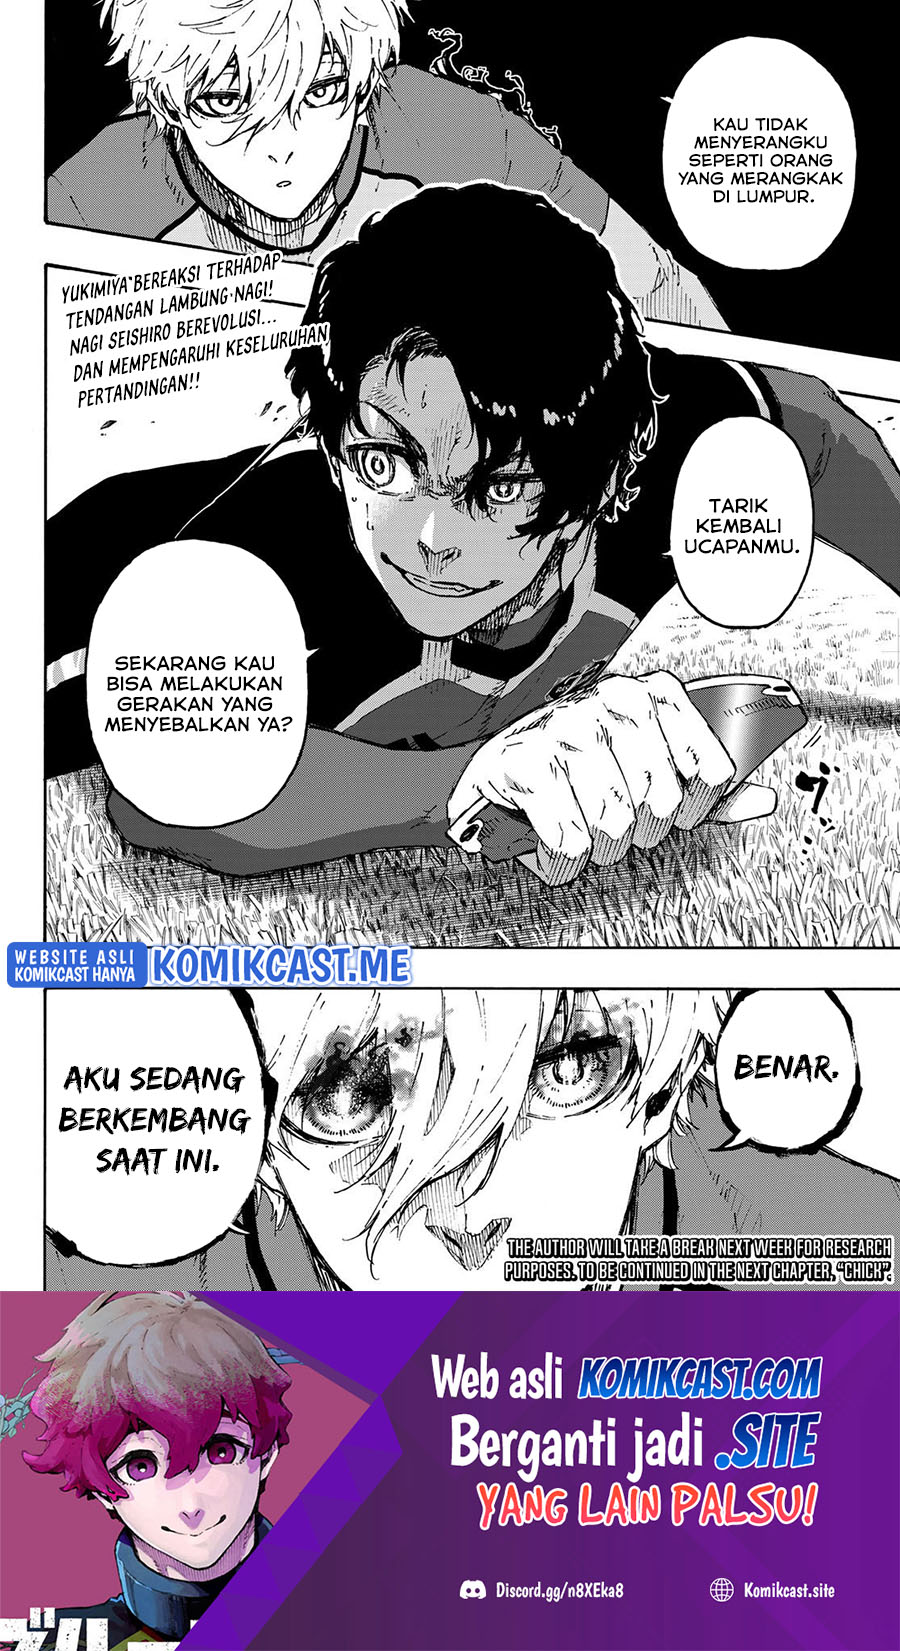 KAU TIDAK
MENYERANGKU
SEPERTI ORANG
YANG MERANGKAK
DI LUMPUR.
YUKIMIYA BEREAKSI TERHADAP
TENDANGAN LAMBUNG NAGI!
NAGI SEISHIRO BEREVOLUSI...
DAN MEMPENGARUHI KESELURUHAN
PERTANDINGAN!!
TARIK
KEMBALI
UCAPANMU.
SEKARANG KAU
BISA MELAKUKAN
GERAKAN YANG
MENYEBALKAN YA?
WEBSITE ASLI
KOMIKCAST HANYA
KOMIKCAST.ME
BENAR.
AKU SEDANG
BERKEMBANG
SAAT INI.
THE AUTHOR WILL TAKE A BREAK NEXT WEEK FOR RESEARCH
PURPOSES. TO BE CONTINUED IN THE NEXT CHAPTER, "CHICK".
Web asli KOMIKCAST.COM
Berganti jadi .SITE
YANG LAIN PALSU!
Discord.gg/n8XEka8
Komikcast.site